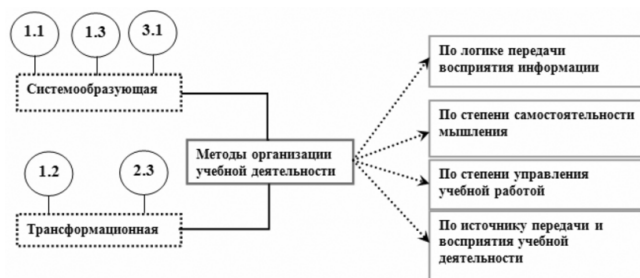 1.1
1.3
3.1
Системообразующая
1.2
2.3
Трансформационная
Методы организации
учебной деятельности
По логике передачи
восприятия информации
По степени самостоятельности
мышления
По степени управления
учебной работой
По источнику передачи и
восприятия учебной
деятельности